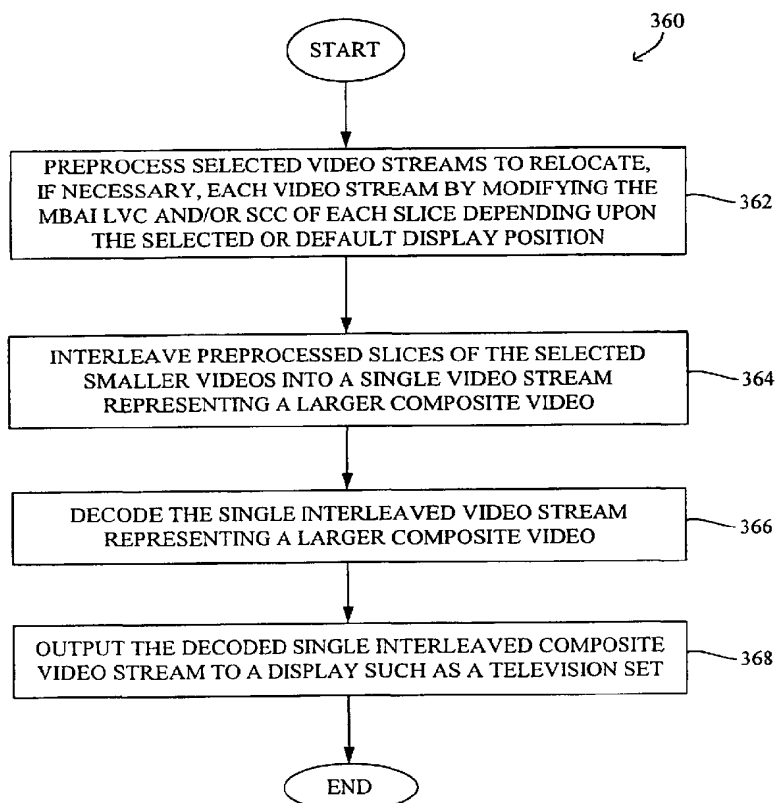 START
360
PREPROCESS SELECTED VIDEO STREAMS TO RELOCATE,
IF NECESSARY, EACH VIDEO STREAM BY MODIFYING THE
MBAI LVC AND/OR SCC OF EACH SLICE DEPENDING UPON
THE SELECTED OR DEFAULT DISPLAY POSITION
362
INTERLEAVE PREPROCESSED SLICES OF THE SELECTED
SMALLER VIDEOS INTO A SINGLE VIDEO STREAM
REPRESENTING A LARGER COMPOSITE VIDEO
364
DECODE THE SINGLE INTERLEAVED VIDEO STREAM
REPRESENTING A LARGER COMPOSITE VIDEO
366
OUTPUT THE DECODED SINGLE INTERLEAVED COMPOSITE
VIDEO STREAM TO A DISPLAY SUCH AS A TELEVISION SET
368
END